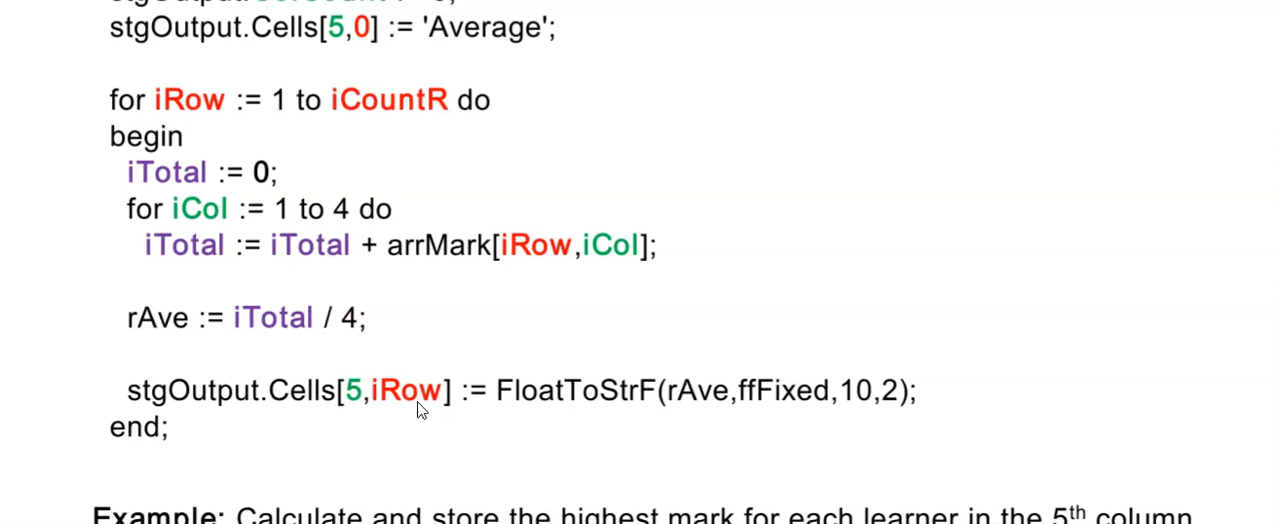 stgOutput.Cells[5,0] := 'Average';
for iRow := 1 to iCountR do
begin
iTotal := 0;
for iCol := 1 to 4 do
iTotal := iTotal + arrMark[iRow,iCol];
rAve := iTotal / 4;
stgOutput.Cells[5,iRow] := FloatToStrF(rAve,ffFixed,10,2);
end;
Example: Calculate and store the highest mark for each learner in the 5th column